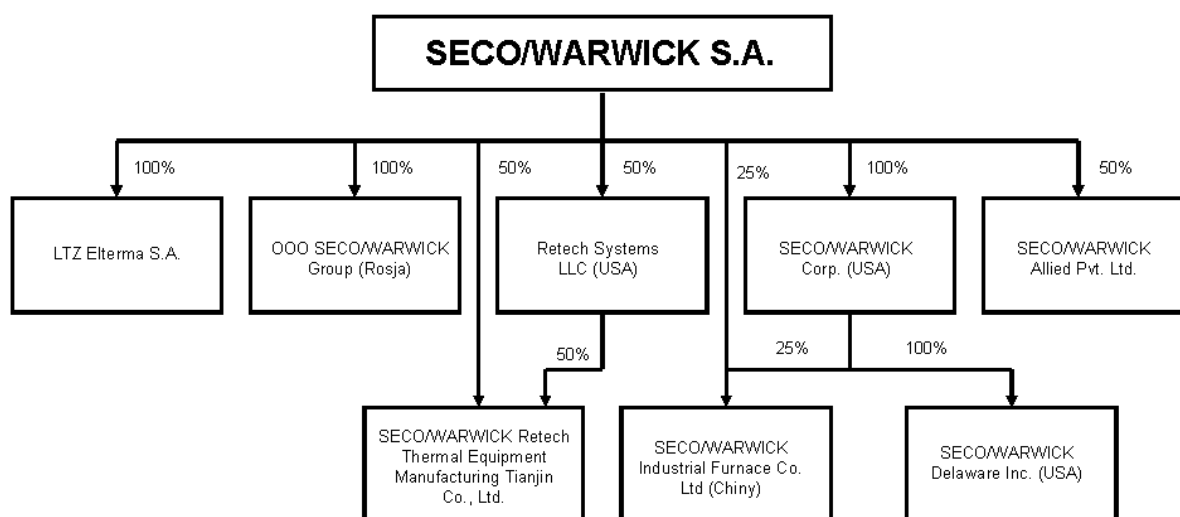 SECO/WARWICK S.A.
100%
100%
50%
50%
25%
100%
50%
LTZ Elterma S.A.
OOO SECO/WARWICK
Group (Rosja)
Retech Systems
LLC (USA)
SECO/WARWICK
Corp. (USA)
SECO/WARWICK
Allied Pvt. Ltd.
50%
25%
100%
SECO/WARWICK Retech
Thermal Equipment
Manufacturing Tianjin
Co., Ltd.
SECO/WARWICK
Industrial Furnace Co.
Ltd (Chiny)
SECO/WARWICK
Delaware Inc. (USA)